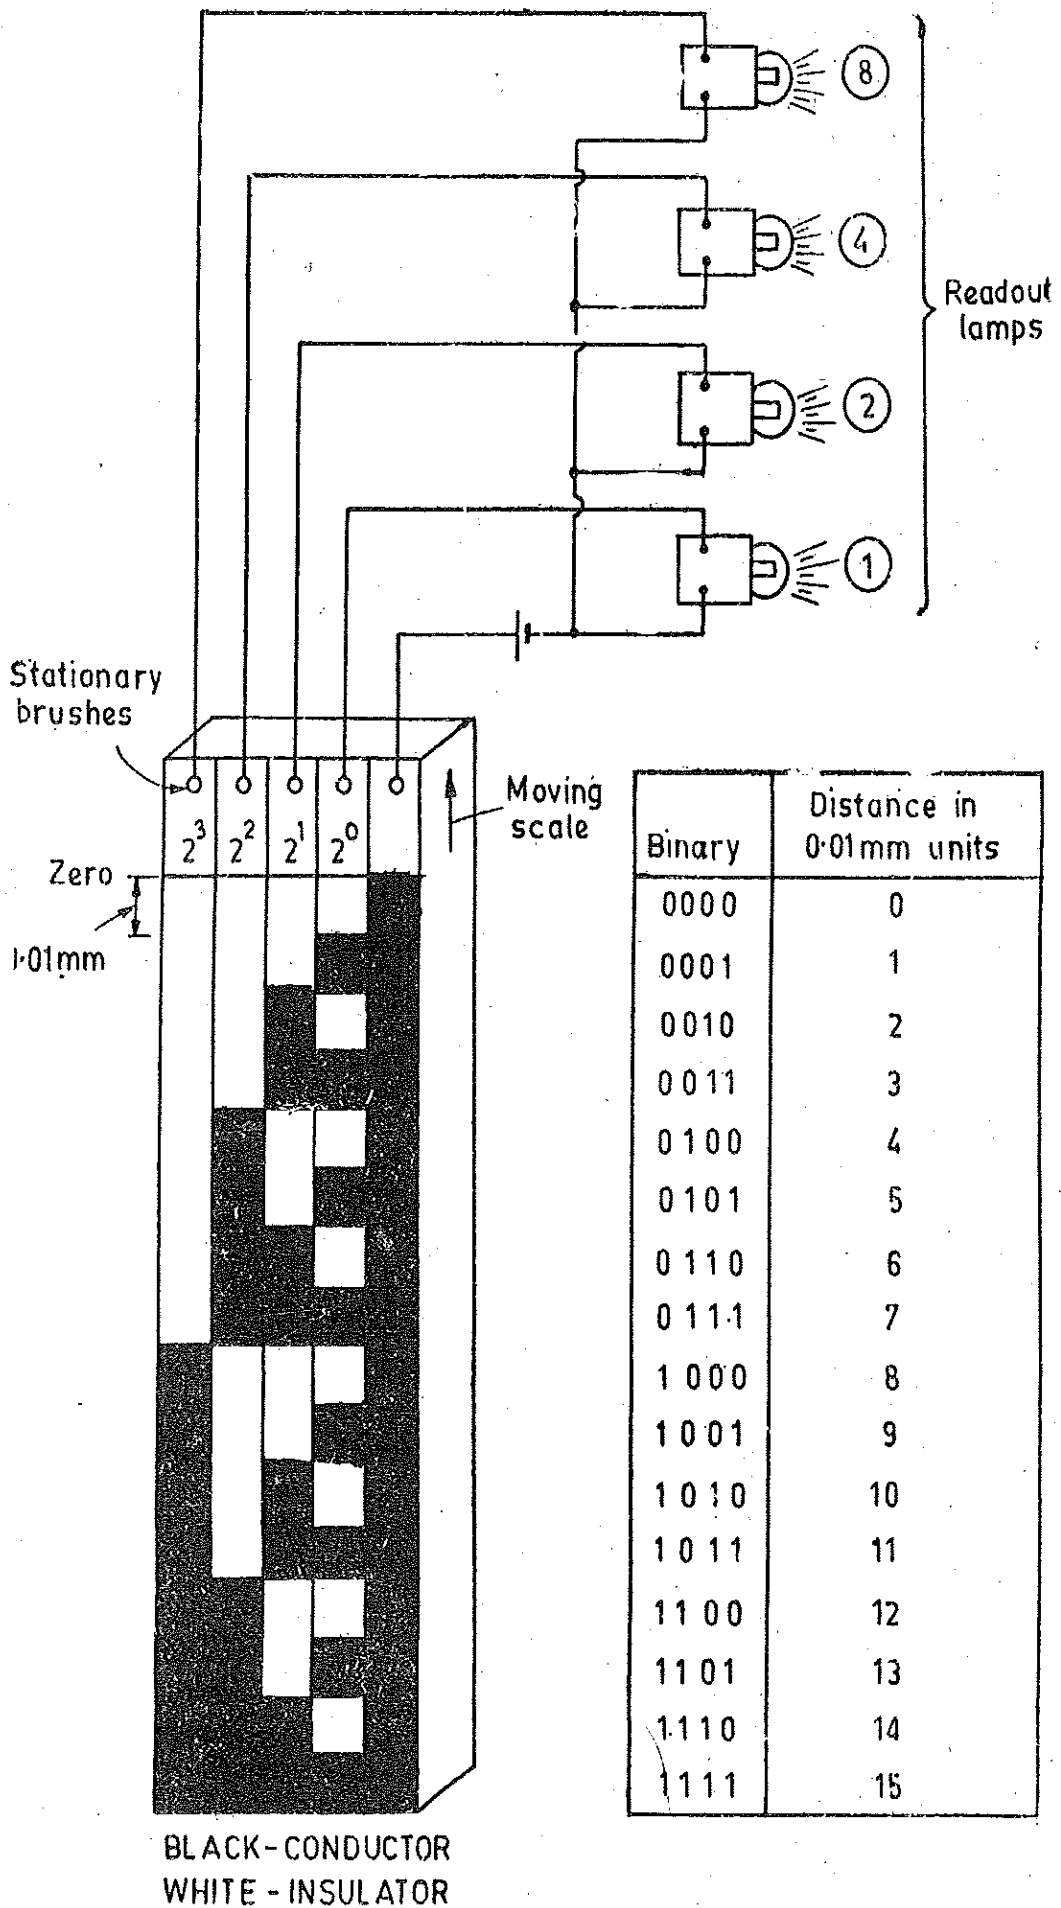 8
4
Readout
lamps
2
1
Stationary
brushes
Moving
scale
2³ 2² 2¹ 2⁰
Zero
1·01mm
Binary Distance in
0·01mm units
0000 0
0001 1
0010 2
0011 3
0100 4
0101 5
0110 6
0111 7
1000 8
1001 9
1010 10
1011 11
1100 12
1101 13
1110 14
1111 15
BLACK-CONDUCTOR
WHITE-INSULATOR